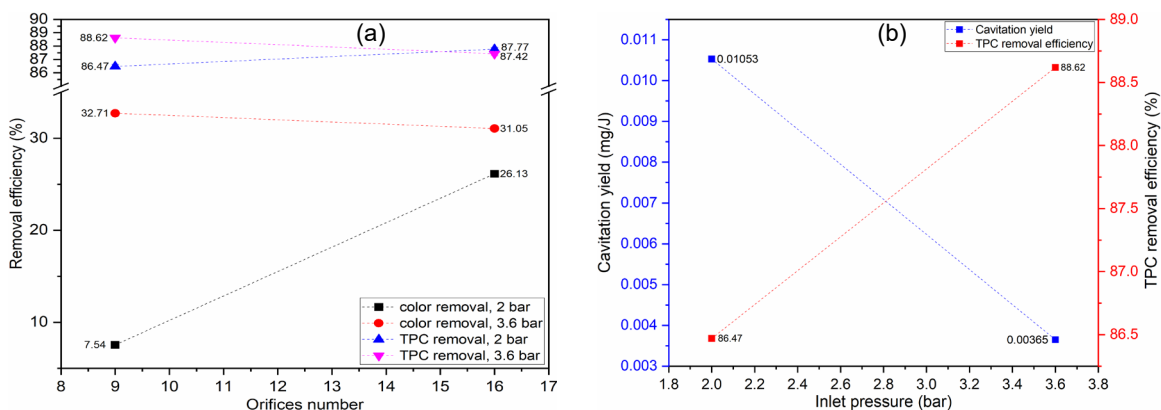 (a)
Removal efficiency (%)
90
89
88
87
86
30
20
10
88.62
86.47
87.77
87.42
32.71
31.05
26.13
7.54
color removal, 2 bar
color removal, 3.6 bar
TPC removal, 2 bar
TPC removal, 3.6 bar
8 9 10 11 12 13 14 15 16 17
Orifices number
(b)
Cavitation yield (mg/J)
0.011
0.010
0.009
0.008
0.007
0.006
0.005
0.004
0.003
Cavitation yield
TPC removal efficiency
0.01053
88.62
86.47
0.00365
1.8 2.0 2.2 2.4 2.6 2.8 3.0 3.2 3.4 3.6 3.8
Inlet pressure (bar)
89.0
88.5
88.0
87.5
87.0
86.5
TPC removal efficiency (%)